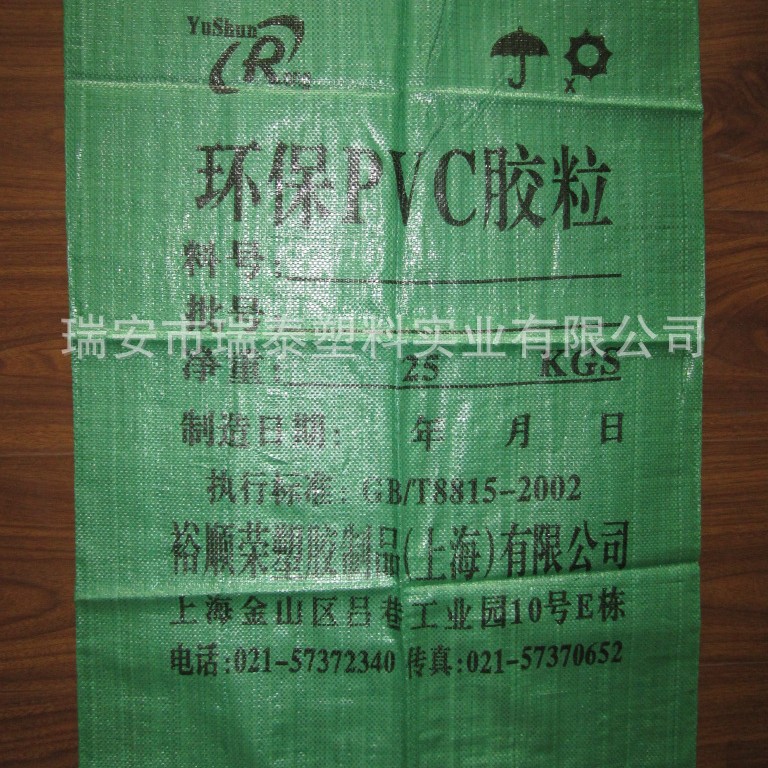 YuShun
R
X
环保PVC胶粒
料号:
批号:
瑞安市瑞泰塑料实业有限公司
净重: 25 KGS
制造日期: 年 月 日
执行标准: GB/T8815-2002
裕顺荣塑胶制品(上海)有限公司
上海金山区吕巷工业园10号E栋
电话:021-57372340 传真:021-57370652